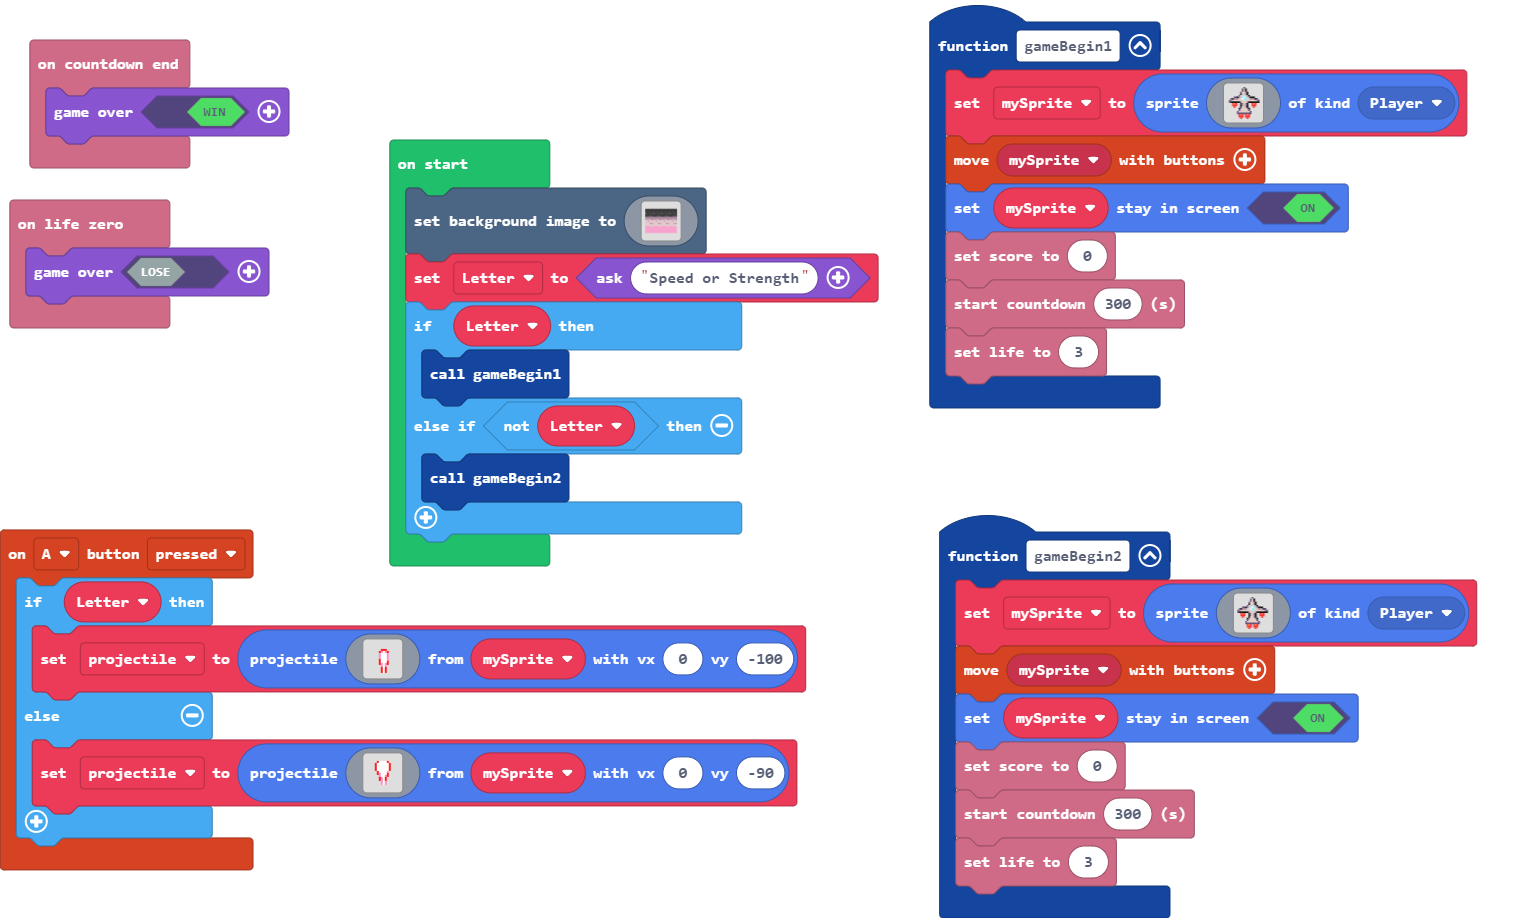 on countdown end
game over WIN
on life zero
game over LOSE
on start
set background image to
set Letter to ask "Speed or Strength"
if Letter then
call gameBegin1
else if not Letter then
call gameBegin2
on A button pressed
if Letter then
set projectile to projectile from mySprite with vx 0 vy -100
else
set projectile to projectile from mySprite with vx 0 vy -90
function gameBegin1
set mySprite to sprite of kind Player
move mySprite with buttons
set mySprite stay in screen ON
set score to 0
start countdown 300 (s)
set life to 3
function gameBegin2
set mySprite to sprite of kind Player
move mySprite with buttons
set mySprite stay in screen ON
set score to 0
start countdown 300 (s)
set life to 3